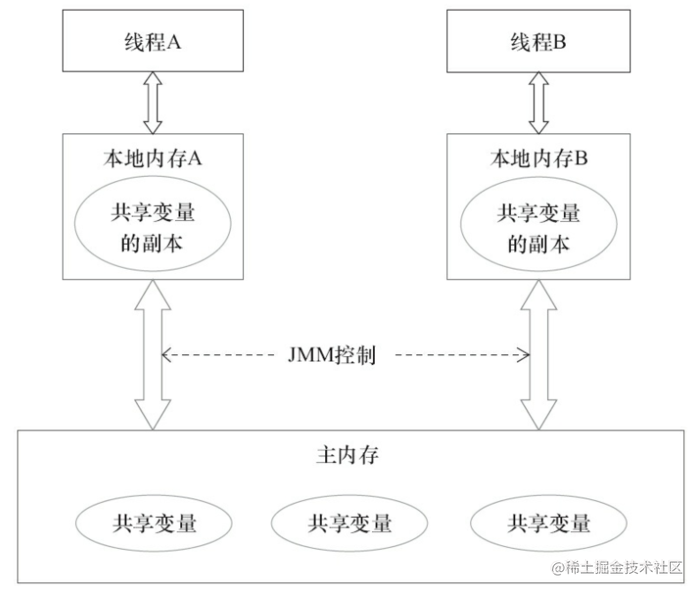 线程A
线程B
本地内存A
本地内存B
共享变量
的副本
共享变量
的副本
JMM控制
主内存
共享变量
共享变量
共享变量
@稀土掘金技术社区